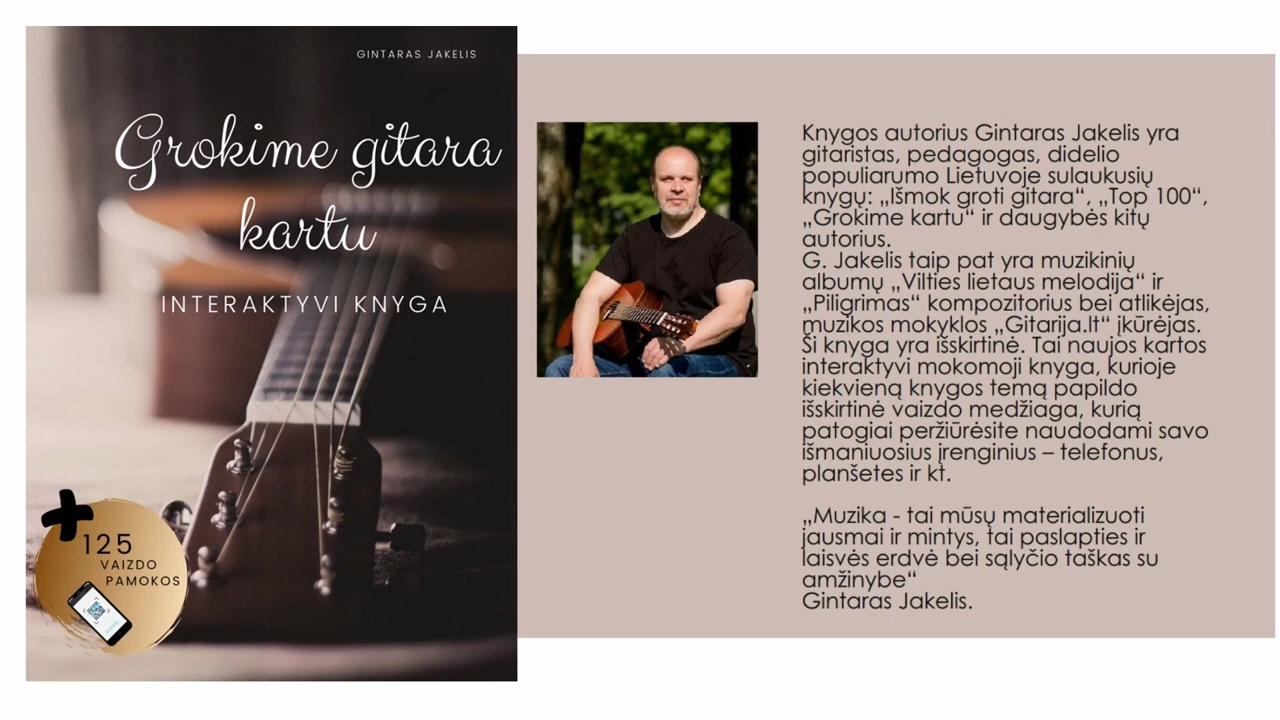 GINTARAS JAKELIS
Grokime gitara
kartu
INTERAKTYVI KNYGA
125
VAIZDO
PAMOKOS
Knygos autorius Gintaras Jakelis yra
gitaristas, pedagogas, didelio
populiarumo Lietuvoje sulaukusių
knygų: „Išmok groti gitara“, „Top 100“,
„Grokime kartu“ ir daugybės kitų
autorius.
G. Jakelis taip pat yra muzikinių
albumų „Vilties lietaus melodija“ ir
„Piligrimas“ kompozitorius bei atlikėjas,
muzikos mokyklos „Gitarija.lt“ įkūrėjas.
Ši knyga yra išskirtinė. Tai naujos kartos
interaktyvi mokomoji knyga, kurioje
kiekvieną knygos temą papildo
išskirtinė vaizdo medžiaga, kurią
patogiai peržiūrėsite naudodami savo
išmaniuosius įrenginius – telefonus,
planšetes ir kt.
„Muzika - tai mūsų materializuoti
jausmai ir mintys, tai paslapties ir
laisvės erdvė bei sąlyčio taškas su
amžinybe“
Gintaras Jakelis.